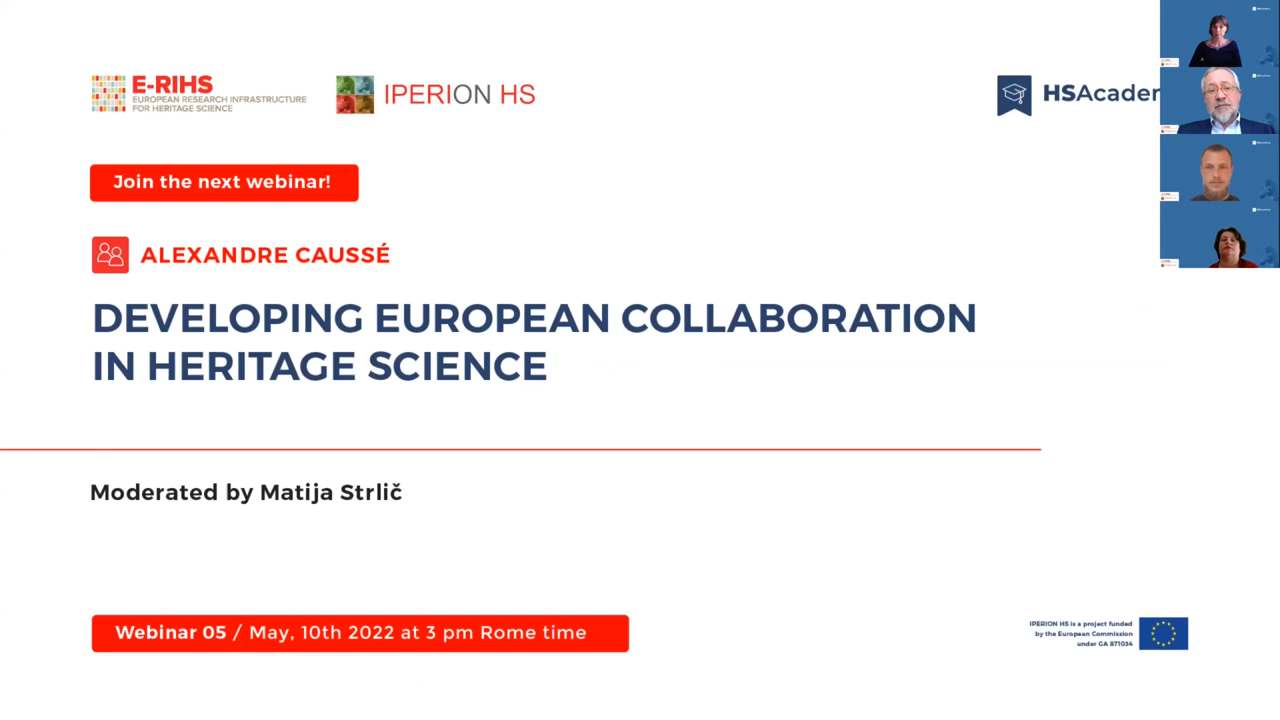 E-RIHS
EUROPEAN RESEARCH INFRASTRUCTURE
FOR HERITAGE SCIENCE
IPERION HS
HSAcader
Join the next webinar!
ALEXANDRE CAUSSÉ
DEVELOPING EUROPEAN COLLABORATION
IN HERITAGE SCIENCE
Moderated by Matija Strlič
Webinar 05 / May, 10th 2022 at 3 pm Rome time
IPERION HS is a project funded
by the European Commission
under GA 871034